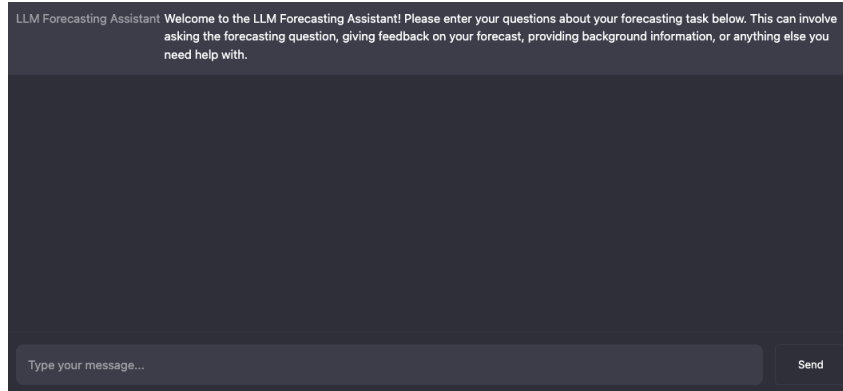 LLM Forecasting Assistant Welcome to the LLM Forecasting Assistant! Please enter your questions about your forecasting task below. This can involve
asking the forecasting question, giving feedback on your forecast, providing background information, or anything else you
need help with.
Type your message...
Send